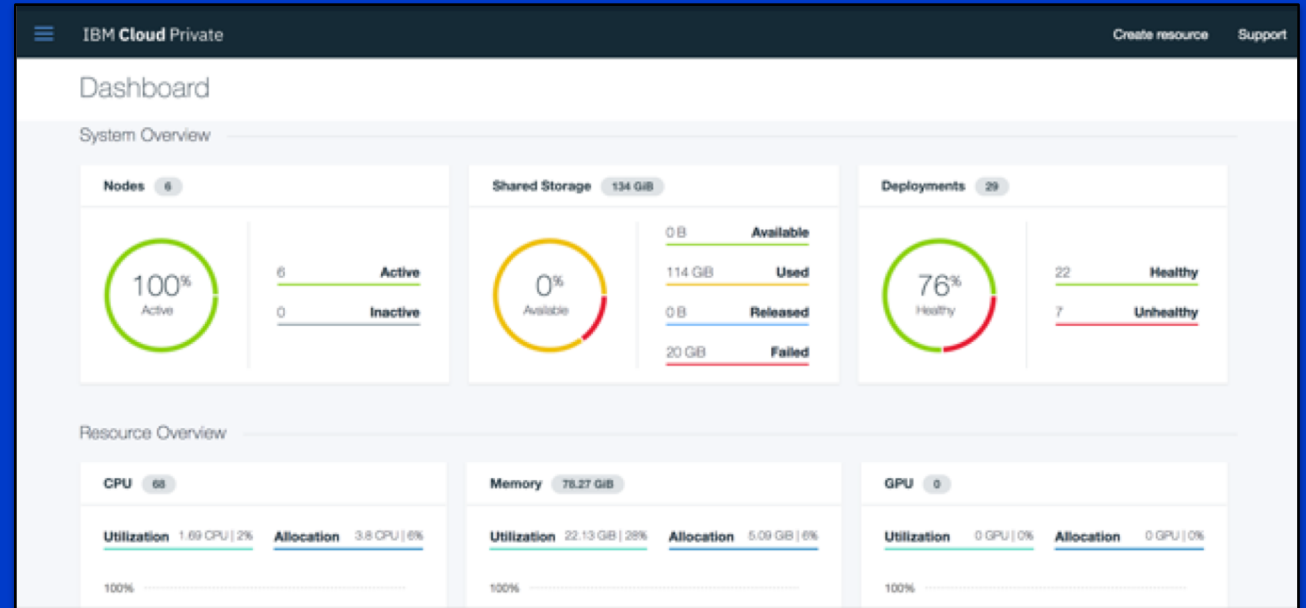 IBM Cloud Private
Create resource
Support
Dashboard
System Overview
Nodes 6
100%
Active
6 Active
0 Inactive
Shared Storage 134 GiB
0%
Available
0 B Available
114 GiB Used
0 B Released
20 GiB Failed
Deployments 29
76%
Healthy
22 Healthy
7 Unhealthy
Resource Overview
CPU 68
Utilization 1.69 CPU | 2% Allocation 3.8 CPU | 6%
100%
Memory 78.27 GiB
Utilization 22.13 GiB | 28% Allocation 5.09 GiB | 6%
100%
GPU 0
Utilization 0 GPU | 0% Allocation 0 GPU | 0%
100%